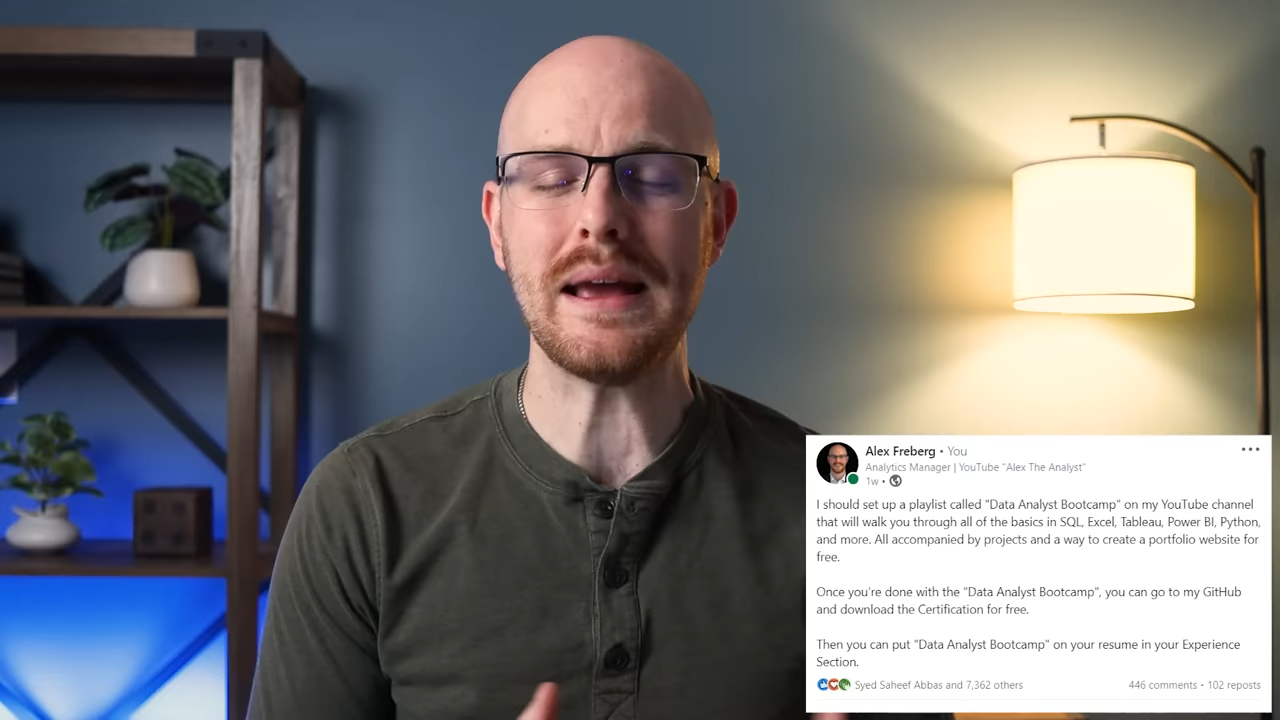 Alex Freberg • You
Analytics Manager | YouTube "Alex The Analyst"
1w •
I should set up a playlist called "Data Analyst Bootcamp" on my YouTube channel
that will walk you through all of the basics in SQL, Excel, Tableau, Power BI, Python,
and more. All accompanied by projects and a way to create a portfolio website for
free.
Once you're done with the "Data Analyst Bootcamp", you can go to my GitHub
and download the Certification for free.
Then you can put "Data Analyst Bootcamp" on your resume in your Experience
Section.
Syed Saheef Abbas and 7,362 others 446 comments • 102 reposts